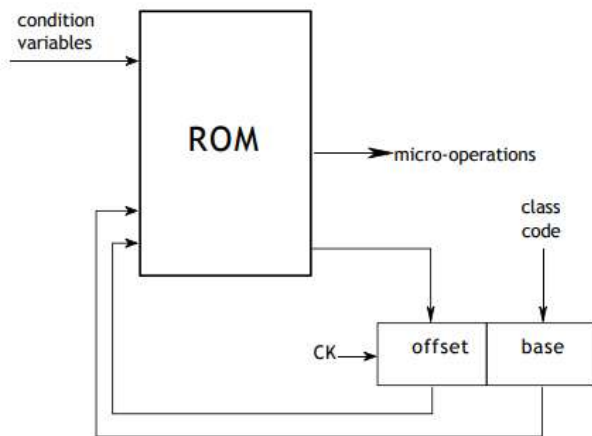 condition
variables
ROM
micro-operations
class
code
CK
offset
base